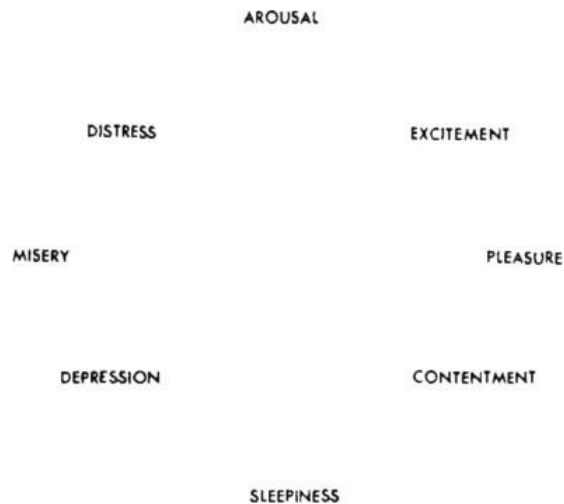 AROUSAL
DISTRESS EXCITEMENT
MISERY PLEASURE
DEPRESSION CONTENTMENT
SLEEPINESS